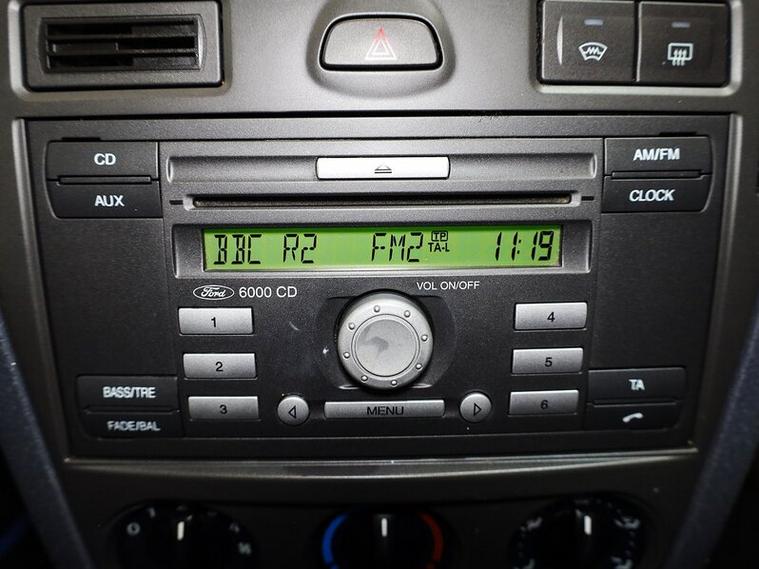 CD
AM/FM
AUX
CLOCK
BBC R2 FM2 TP TA-L 11:19
Ford 6000 CD
VOL ON/OFF
1
4
2
5
BASS/TRE
TA
3
MENU
6
FADE/BAL